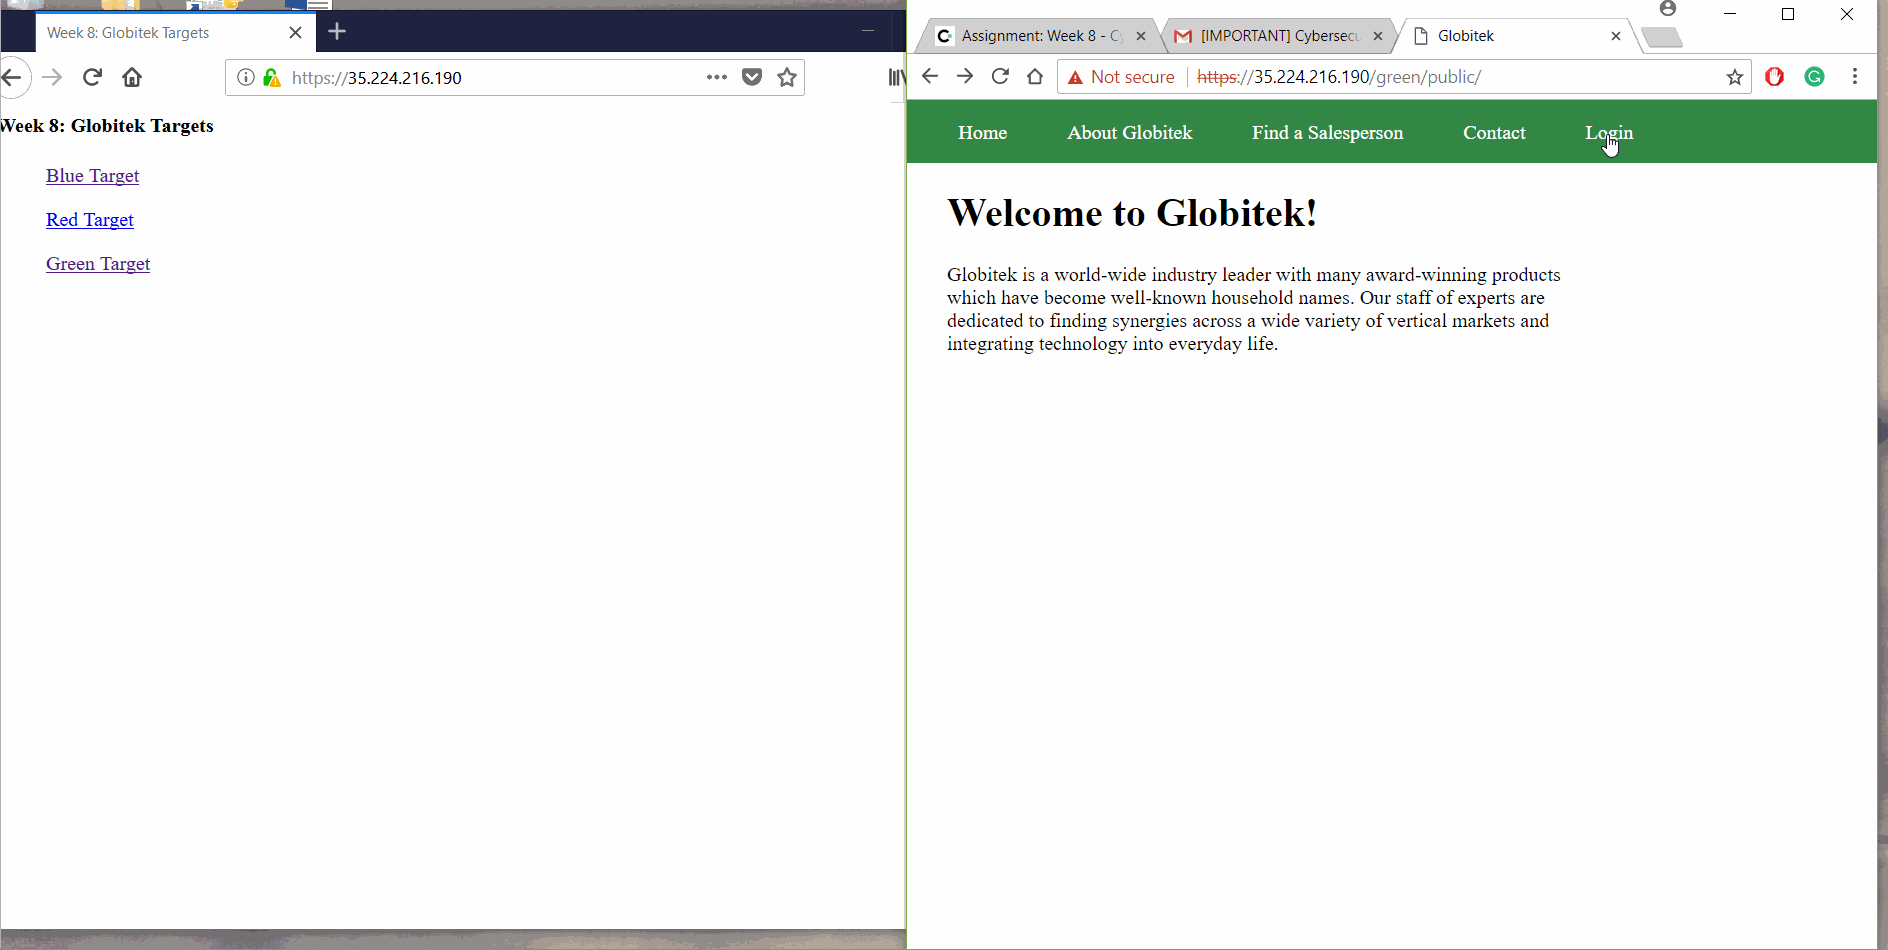 Week 8: Globitek Targets
https://35.224.216.190
Week 8: Globitek Targets
Blue Target
Red Target
Green Target
Assignment: Week 8 - Cy
[IMPORTANT] Cybersecu
Globitek
Not secure
https://35.224.216.190/green/public/
Home
About Globitek
Find a Salesperson
Contact
Login
Welcome to Globitek!
Globitek is a world-wide industry leader with many award-winning products
which have become well-known household names. Our staff of experts are
dedicated to finding synergies across a wide variety of vertical markets and
integrating technology into everyday life.